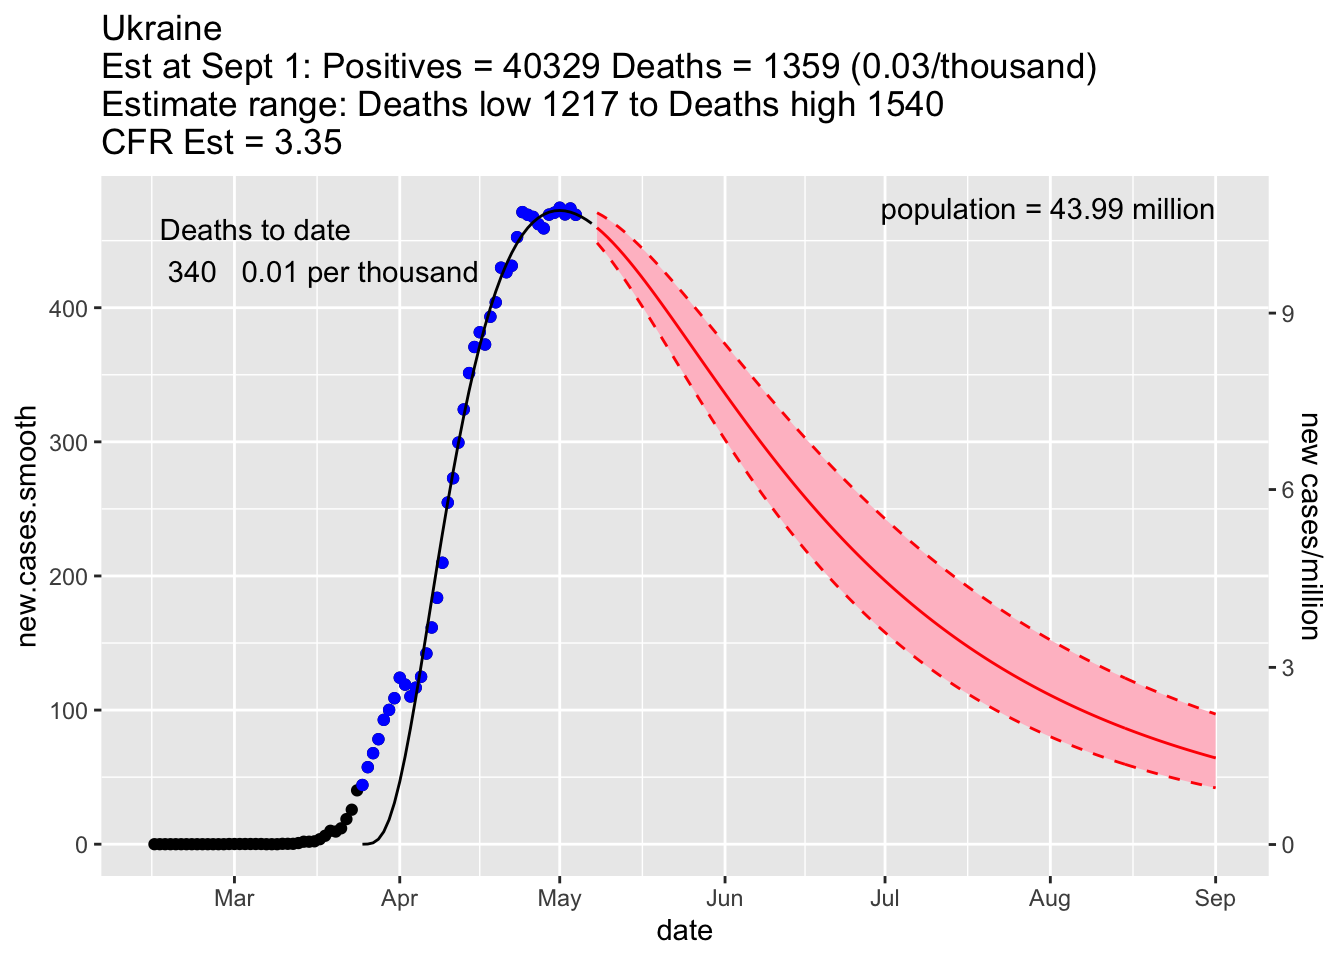 Ukraine
Est at Sept 1: Positives = 40329 Deaths = 1359 (0.03/thousand)
Estimate range: Deaths low 1217 to Deaths high 1540
CFR Est = 3.35
Deaths to date
340 0.01 per thousand
population = 43.99 million
new.cases.smooth
400
300
200
100
0
new cases/million
9
6
3
0
Mar Apr May Jun Jul Aug Sep
date